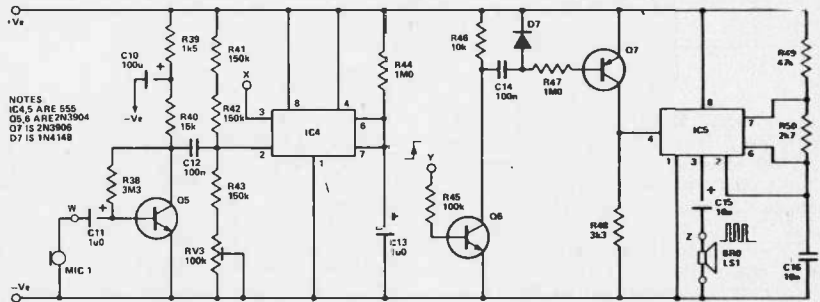 +Ve
C10
100u
+
-Ve
R39
1k5
R40
15k
R41
150k
R42
150k
C12
100n
R43
150k
RV3
100k
NOTES
IC4,5 ARE 555
Q5,6 ARE 2N3904
Q7 IS 2N3906
D7 IS 1N4148
R38
3M3
W
+
C11
1u0
MIC 1
Q5
-Ve
X
3
8
4
2
IC4
6
7
1
R44
1M0
C13
1u0
Y
R45
100k
Q6
R46
10k
C14
100n
D7
R47
1M0
Q7
R48
3k3
4
8
IC5
7
6
1
3
2
+
C15
10u
Z
LS1
R49
47k
R50
2k7
C16
10n
-Ve